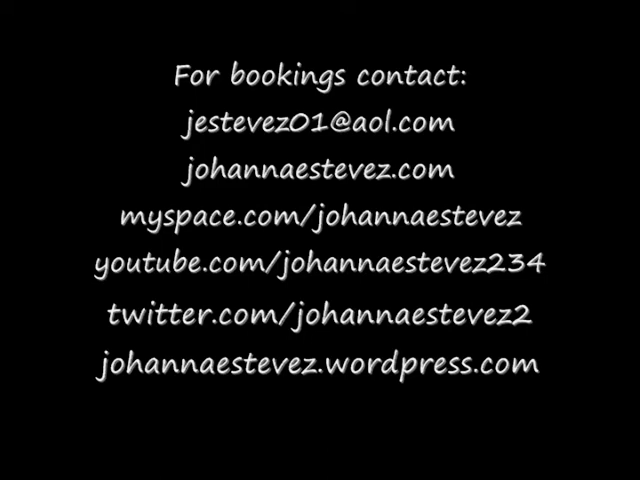 For bookings contact:
jestevez01@aol.com
johannaestevez.com
myspace.com/johannaestevez
youtube.com/johannaestevez234
twitter.com/johannaestevez2
johannaestevez.wordpress.com